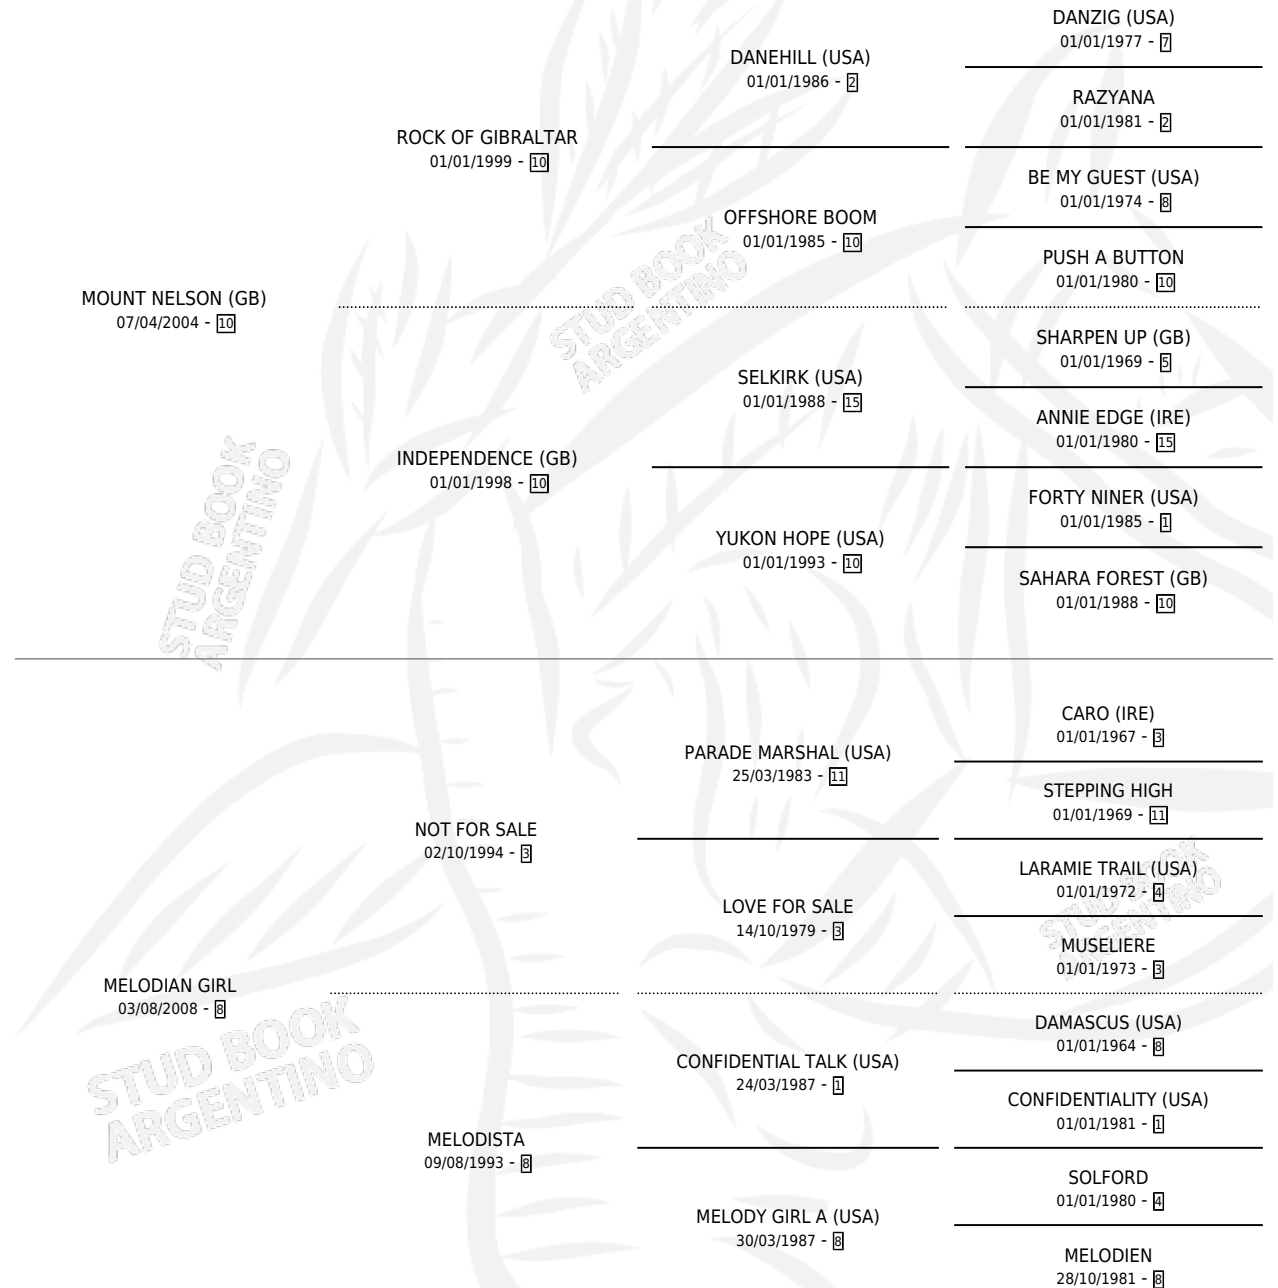 DANZIG (USA)
01/01/1977 - 7
DANEHILL (USA)
01/01/1986 - 2
RAZYANA
01/01/1981 - 2
ROCK OF GIBRALTAR
01/01/1999 - 10
BE MY GUEST (USA)
01/01/1974 - 8
OFFSHORE BOOM
01/01/1985 - 10
PUSH A BUTTON
01/01/1980 - 10
MOUNT NELSON (GB)
07/04/2004 - 10
STUD BOOK
ARGENTINO
SHARPEN UP (GB)
01/01/1969 - 5
SELKIRK (USA)
01/01/1988 - 15
ANNIE EDGE (IRE)
01/01/1980 - 15
INDEPENDENCE (GB)
01/01/1998 - 10
FORTY NINER (USA)
01/01/1985 - 1
YUKON HOPE (USA)
01/01/1993 - 10
SAHARA FOREST (GB)
01/01/1988 - 10
STUD BOOK
ARGENTINO
CARO (IRE)
01/01/1967 - 3
PARADE MARSHAL (USA)
25/03/1983 - 11
STEPPING HIGH
01/01/1969 - 11
NOT FOR SALE
02/10/1994 - 3
LARAMIE TRAIL (USA)
01/01/1972 - 4
LOVE FOR SALE
14/10/1979 - 3
STUD BOOK
ARGENTINO
MUSELIERE
01/01/1973 - 3
MELODIAN GIRL
03/08/2008 - 8
DAMASCUS (USA)
01/01/1964 - 8
CONFIDENTIAL TALK (USA)
24/03/1987 - 1
STUD BOOK
ARGENTINO
CONFIDENTIALITY (USA)
01/01/1981 - 1
MELODISTA
09/08/1993 - 8
SOLFORD
01/01/1980 - 4
MELODY GIRL A (USA)
30/03/1987 - 8
MELODIEN
28/10/1981 - 8